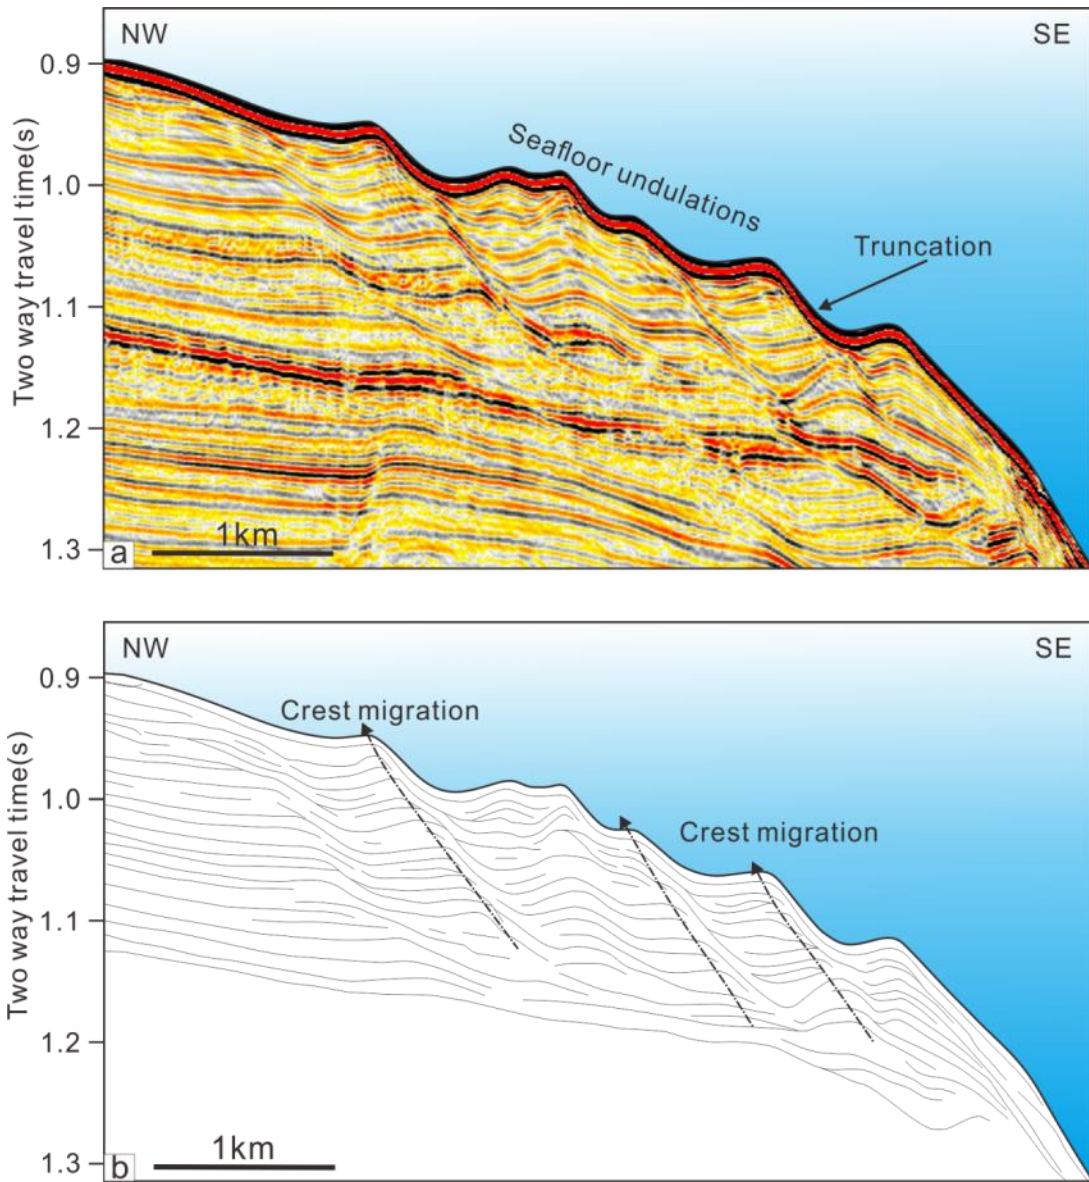 NW
SE
0.9
1.0
1.1
1.2
1.3
Two way travel time(s)
Seafloor undulations
Truncation
1km
a
NW
SE
0.9
1.0
1.1
1.2
1.3
Two way travel time(s)
Crest migration
Crest migration
1km
b